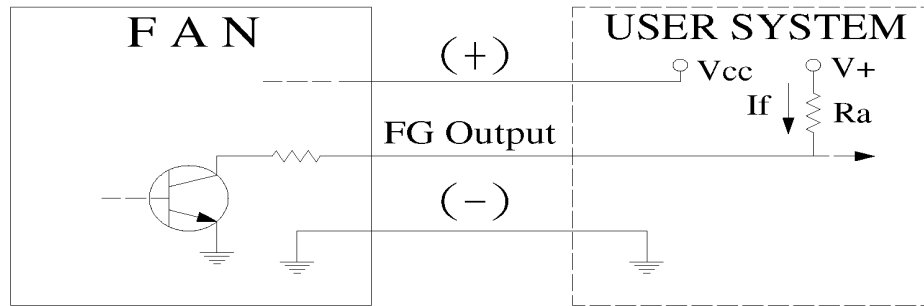 F A N
USER SYSTEM
(+)
Vcc
V+
If
Ra
FG Output
(-)